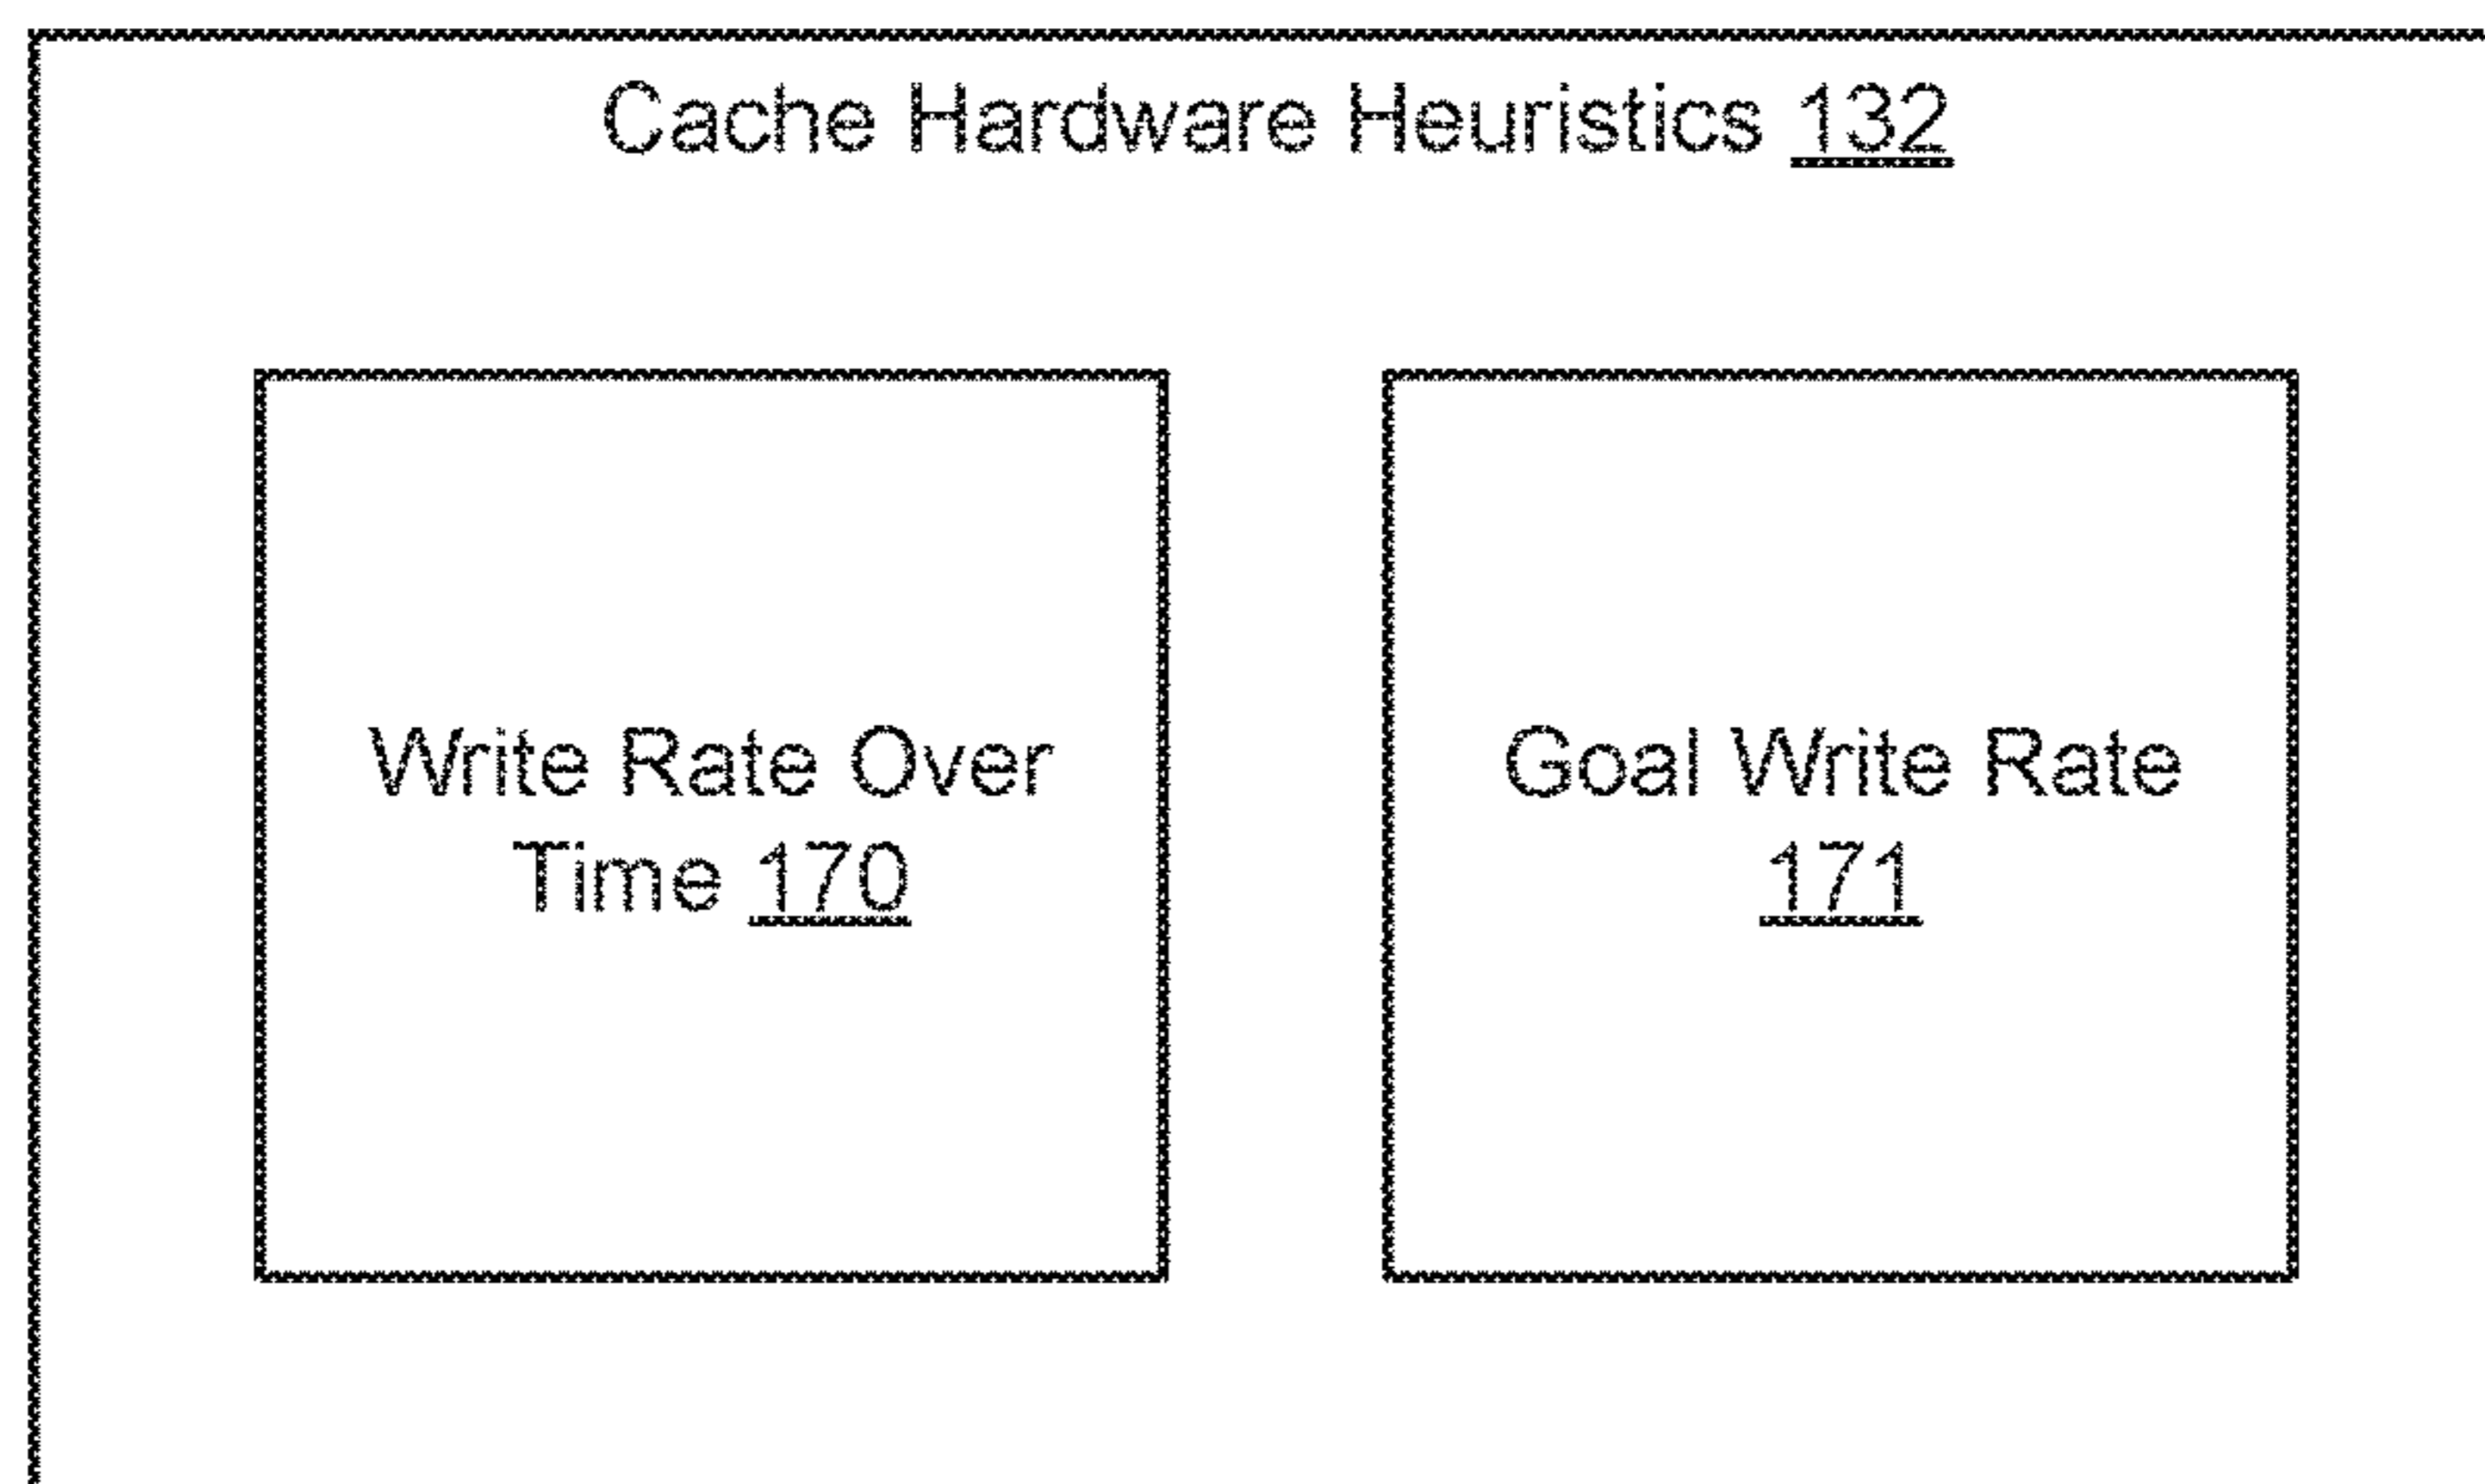 Cache Hardware Heuristics 132
Write Rate Over
Time 170
Goal Write Rate
171